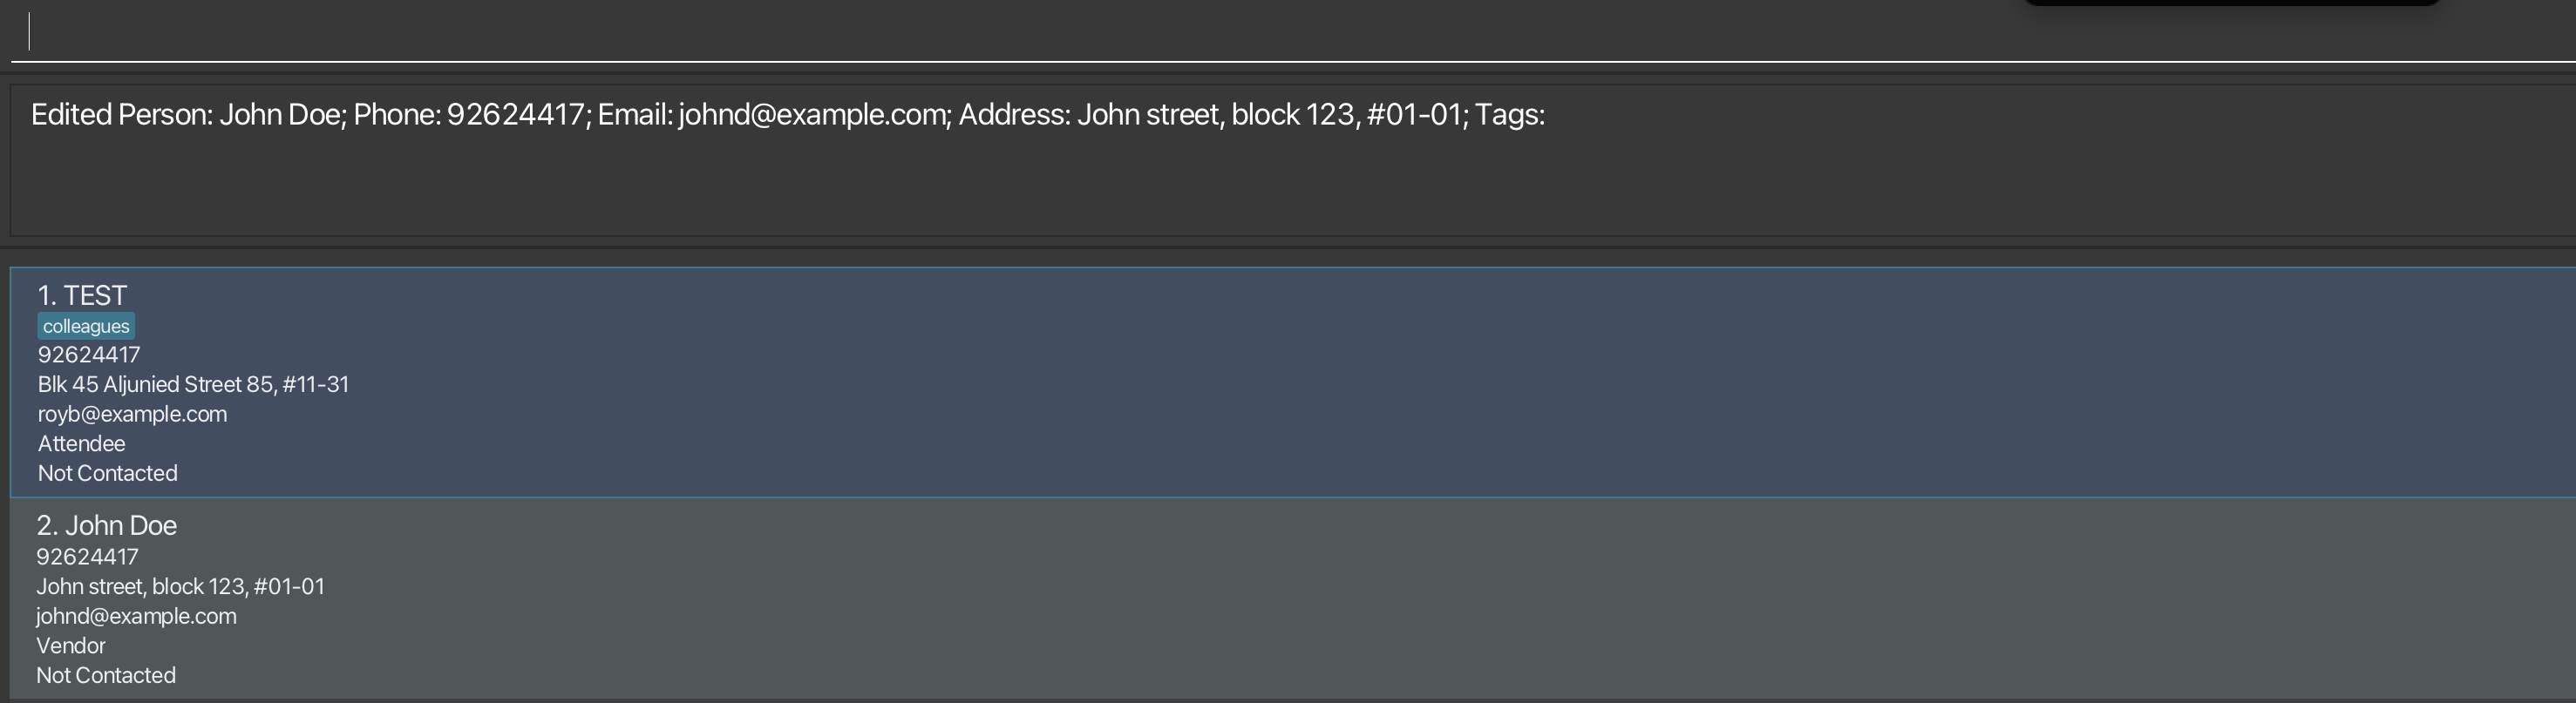 Edited Person: John Doe; Phone: 92624417; Email: johnd@example.com; Address: John street, block 123, #01-01; Tags:
1. TEST
colleagues
92624417
Blk 45 Aljunied Street 85, #11-31
royb@example.com
Attendee
Not Contacted
2. John Doe
92624417
John street, block 123, #01-01
johnd@example.com
Vendor
Not Contacted